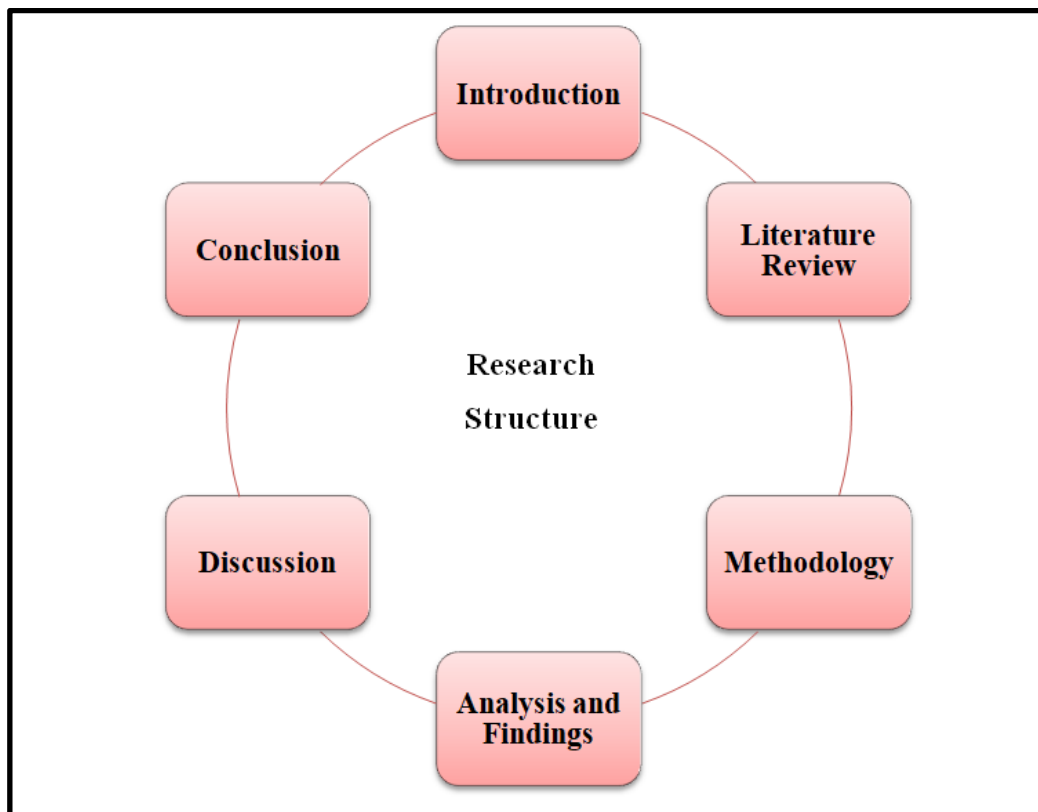 Introduction
Literature
Review
Methodology
Analysis and
Findings
Discussion
Conclusion
Research
Structure